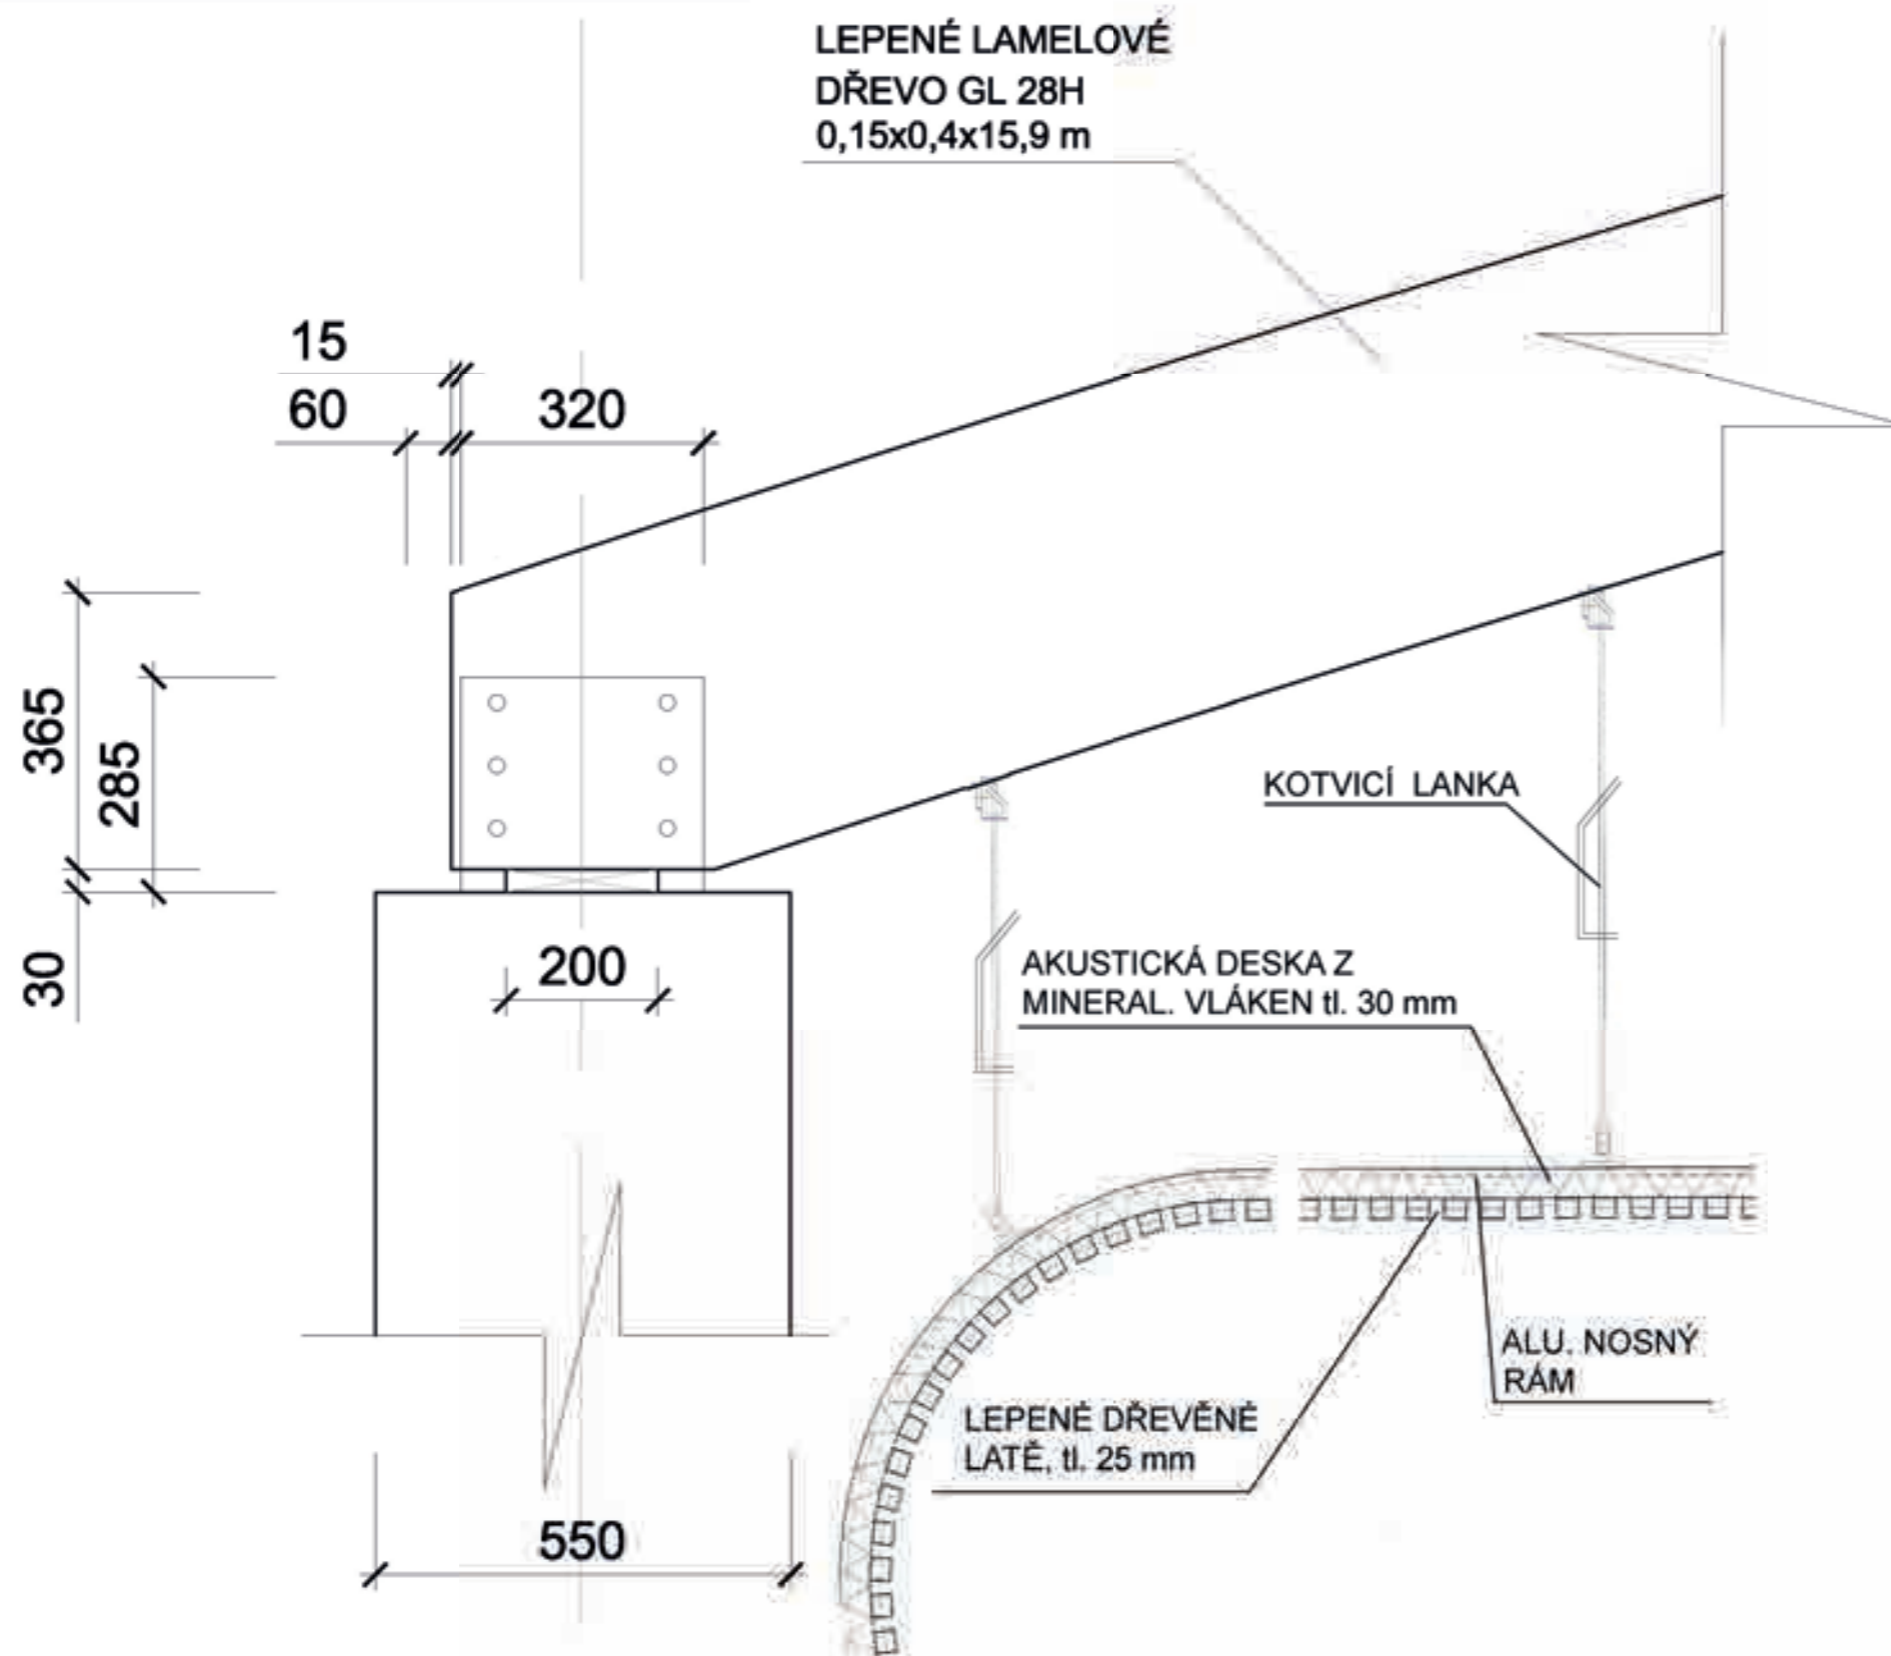 LEPENÉ LAMELOVÉ
DŘEVO GL 28H
0,15x0,4x15,9 m
15
60
320
365
285
30
200
KOTVICÍ LANKA
AKUSTICKÁ DESKA Z
MINERAL. VLÁKEN tl. 30 mm
ALU. NOSNÝ
RÁM
LEPENÉ DŘEVĚNÉ
LATĚ, tl. 25 mm
550